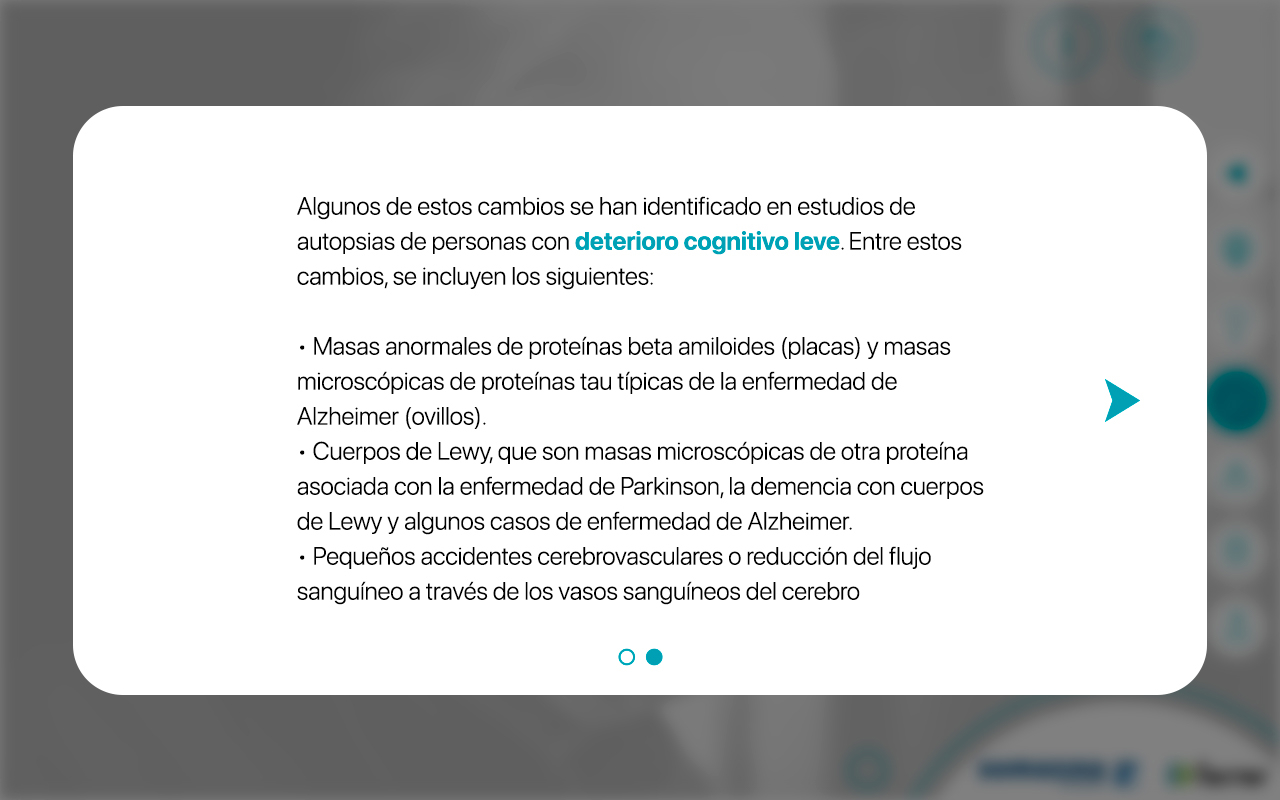 Algunos de estos cambios se han identificado en estudios de
autopsias de personas con deterioro cognitivo leve. Entre estos
cambios, se incluyen los siguientes:
• Masas anormales de proteínas beta amiloides (placas) y masas
microscópicas de proteínas tau típicas de la enfermedad de
Alzheimer (ovillos).
• Cuerpos de Lewy, que son masas microscópicas de otra proteína
asociada con la enfermedad de Parkinson, la demencia con cuerpos
de Lewy y algunos casos de enfermedad de Alzheimer.
• Pequeños accidentes cerebrovasculares o reducción del flujo
sanguíneo a través de los vasos sanguíneos del cerebro